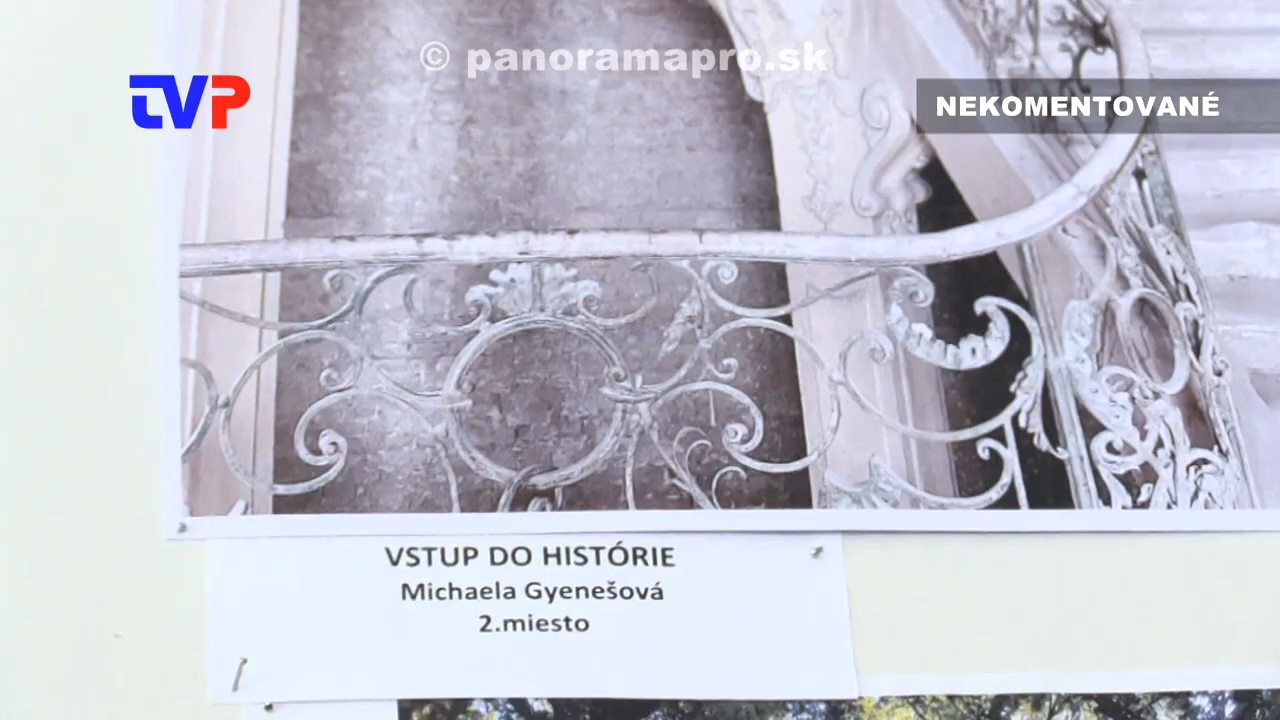 © panoramapro.sk
TVP
NEKOMENTOVANÉ
VSTUP DO HISTÓRIE
Michaela Gyenešová
2.miesto